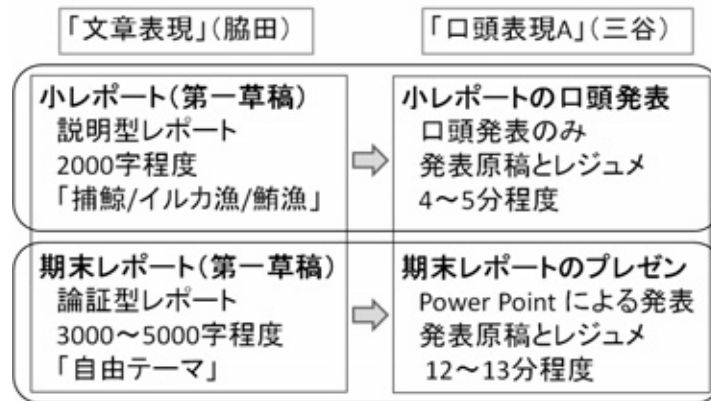 「文章表現」(脇田)
「口頭表現A」(三谷)
小レポート(第一草稿)
説明型レポート
2000字程度
「捕鯨/イルカ漁/鮪漁」
小レポートの口頭発表
口頭発表のみ
発表原稿とレジュメ
4～5分程度
期末レポート(第一草稿)
論証型レポート
3000～5000字程度
「自由テーマ」
期末レポートのプレゼン
Power Point による発表
発表原稿とレジュメ
12～13分程度